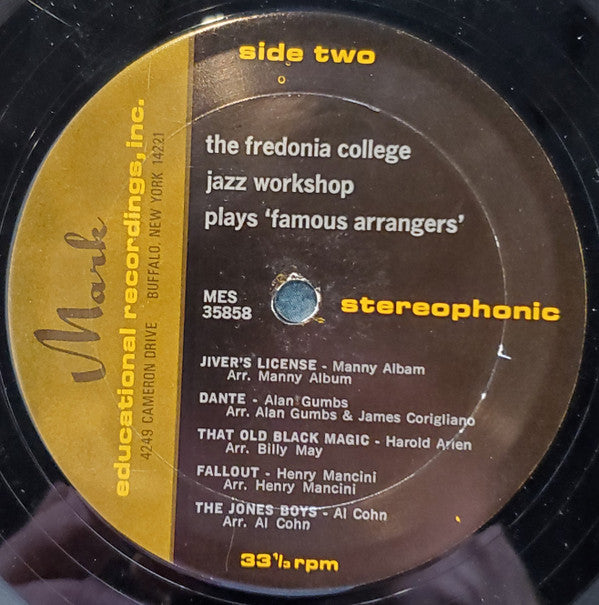 side two
Mark
educational recordings, inc.
4249 CAMERON DRIVE BUFFALO, NEW YORK 14221
the fredonia college
jazz workshop
plays ‘famous arrangers’
MES
35858
stereophonic
JIVER'S LICENSE - Manny Albam
Arr. Manny Album
DANTE - Alan Gumbs
Arr. Alan Gumbs & James Corigliano
THAT OLD BLACK MAGIC - Harold Arlen
Arr. Billy May
FALLOUT - Henry Mancini
Arr. Henry Mancini
THE JONES BOYS - Al Cohn
Arr. Al Cohn
33⅓ rpm